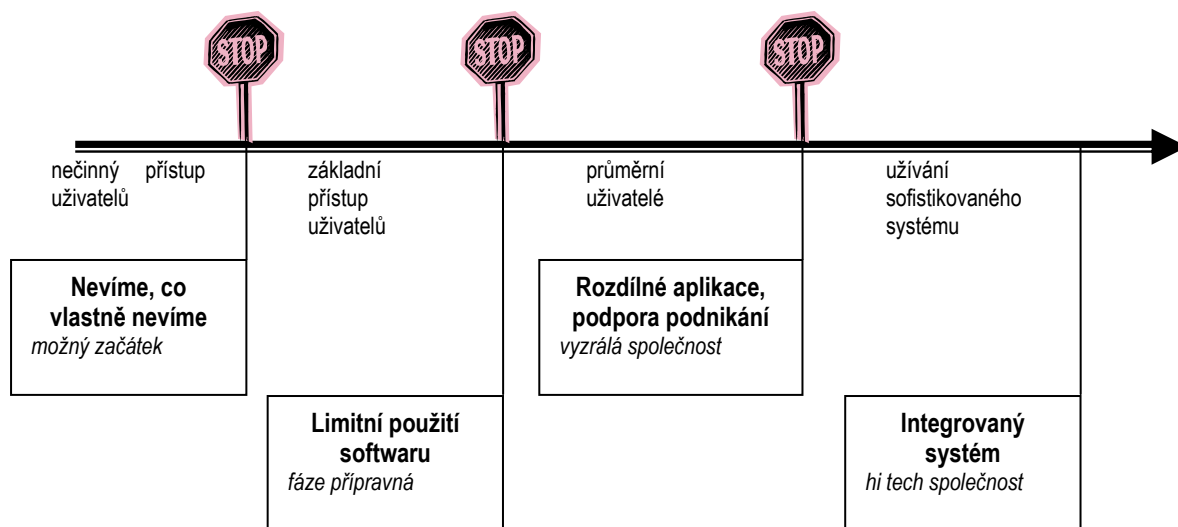 STOP
STOP
STOP
nečinný přístup
uživatelů
základní
přístup
uživatelů
průměrní
uživatelé
užívání
sofistikovaného
systému
Nevíme, co
vlastně nevíme
možný začátek
Rozdílné aplikace,
podpora podnikání
vyzrálá společnost
Limitní použití
softwaru
fáze přípravná
Integrovaný
systém
hi tech společnost